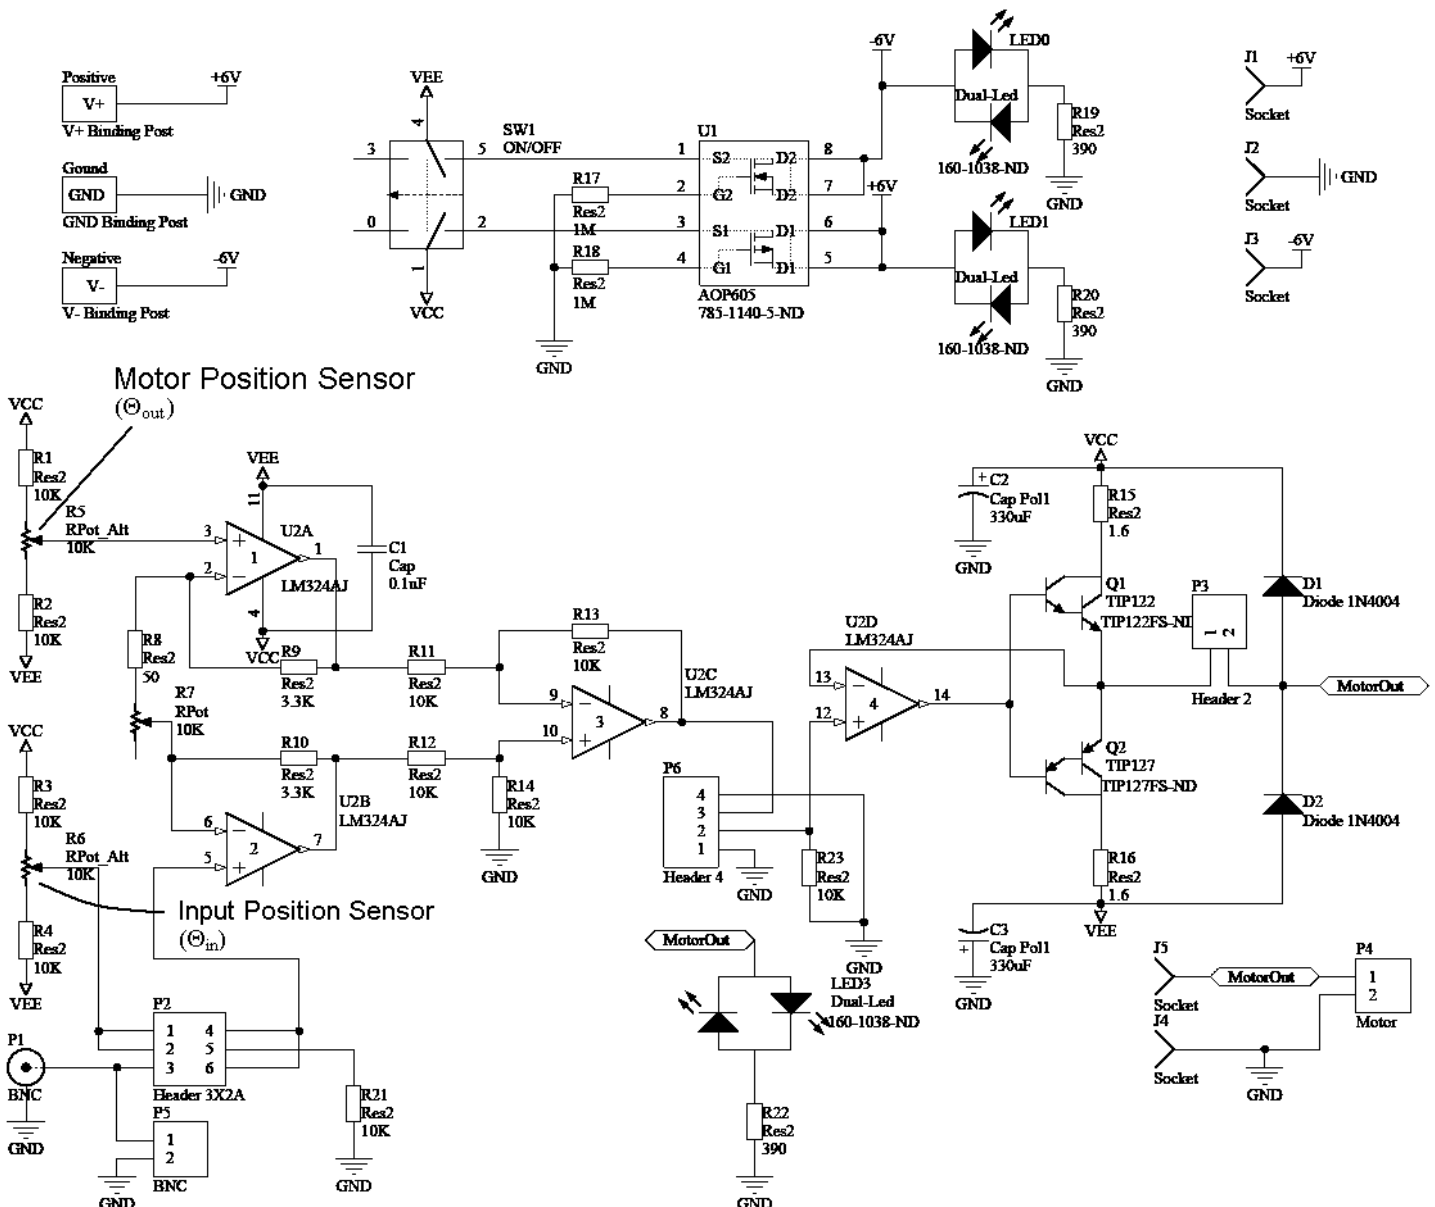 Positive
+6V
V+
V+ Binding Post
Gound
GND
GND
GND Binding Post
Negative
-6V
V-
V- Binding Post
VEE
4
3
5
SW1
ON/OFF
0
2
1
VCC
R17
Res2
1M
R18
Res2
1M
GND
U1
1
S2
D2
8
2
G2
D2
7
3
S1
D1
6
4
G1
D1
5
AOP605
785-1140-5-ND
-6V
+6V
LED0
Dual-Led
160-1038-ND
R19
Res2
390
GND
LED1
Dual-Led
160-1038-ND
R20
Res2
390
GND
J1
+6V
Socket
J2
GND
Socket
J3
-6V
Socket
Motor Position Sensor
(Θout)
VCC
R1
Res2
10K
R5
RPot_Alt
10K
R2
Res2
10K
VEE
VEE
11
3
2
1
U2A
1
LM324AJ
4
VCC
C1
Cap
0.1nF
R8
Res2
50
R7
RPot
10K
R9
Res2
3.3K
R11
Res2
10K
R13
Res2
10K
R10
Res2
3.3K
R12
Res2
10K
U2B
LM324AJ
6
5
2
7
9
10
3
8
U2C
LM324AJ
R14
Res2
10K
GND
VCC
R3
Res2
10K
R6
RPot_Alt
10K
R4
Res2
10K
VEE
Input Position Sensor
(Θin)
P6
4
3
2
1
Header 4
GND
R23
Res2
10K
GND
U2D
LM324AJ
13
12
4
14
VCC
C2
Cap Pol1
330uF
GND
R15
Res2
1.6
Q1
TIP122
TIP122FS-ND
P3
1
2
Header 2
D1
Diode 1N4004
MotorOut
Q2
TIP127
TIP127FS-ND
D2
Diode 1N4004
R16
Res2
1.6
VEE
C3
Cap Pol1
330uF
GND
MotorOut
LED3
Dual-Led
160-1038-ND
R22
Res2
390
GND
J5
Socket
MotorOut
P4
1
2
Motor
J4
Socket
GND
P1
BNC
GND
P2
1
4
2
5
3
6
Header 3X2A
P5
1
2
BNC
GND
R21
Res2
10K
GND